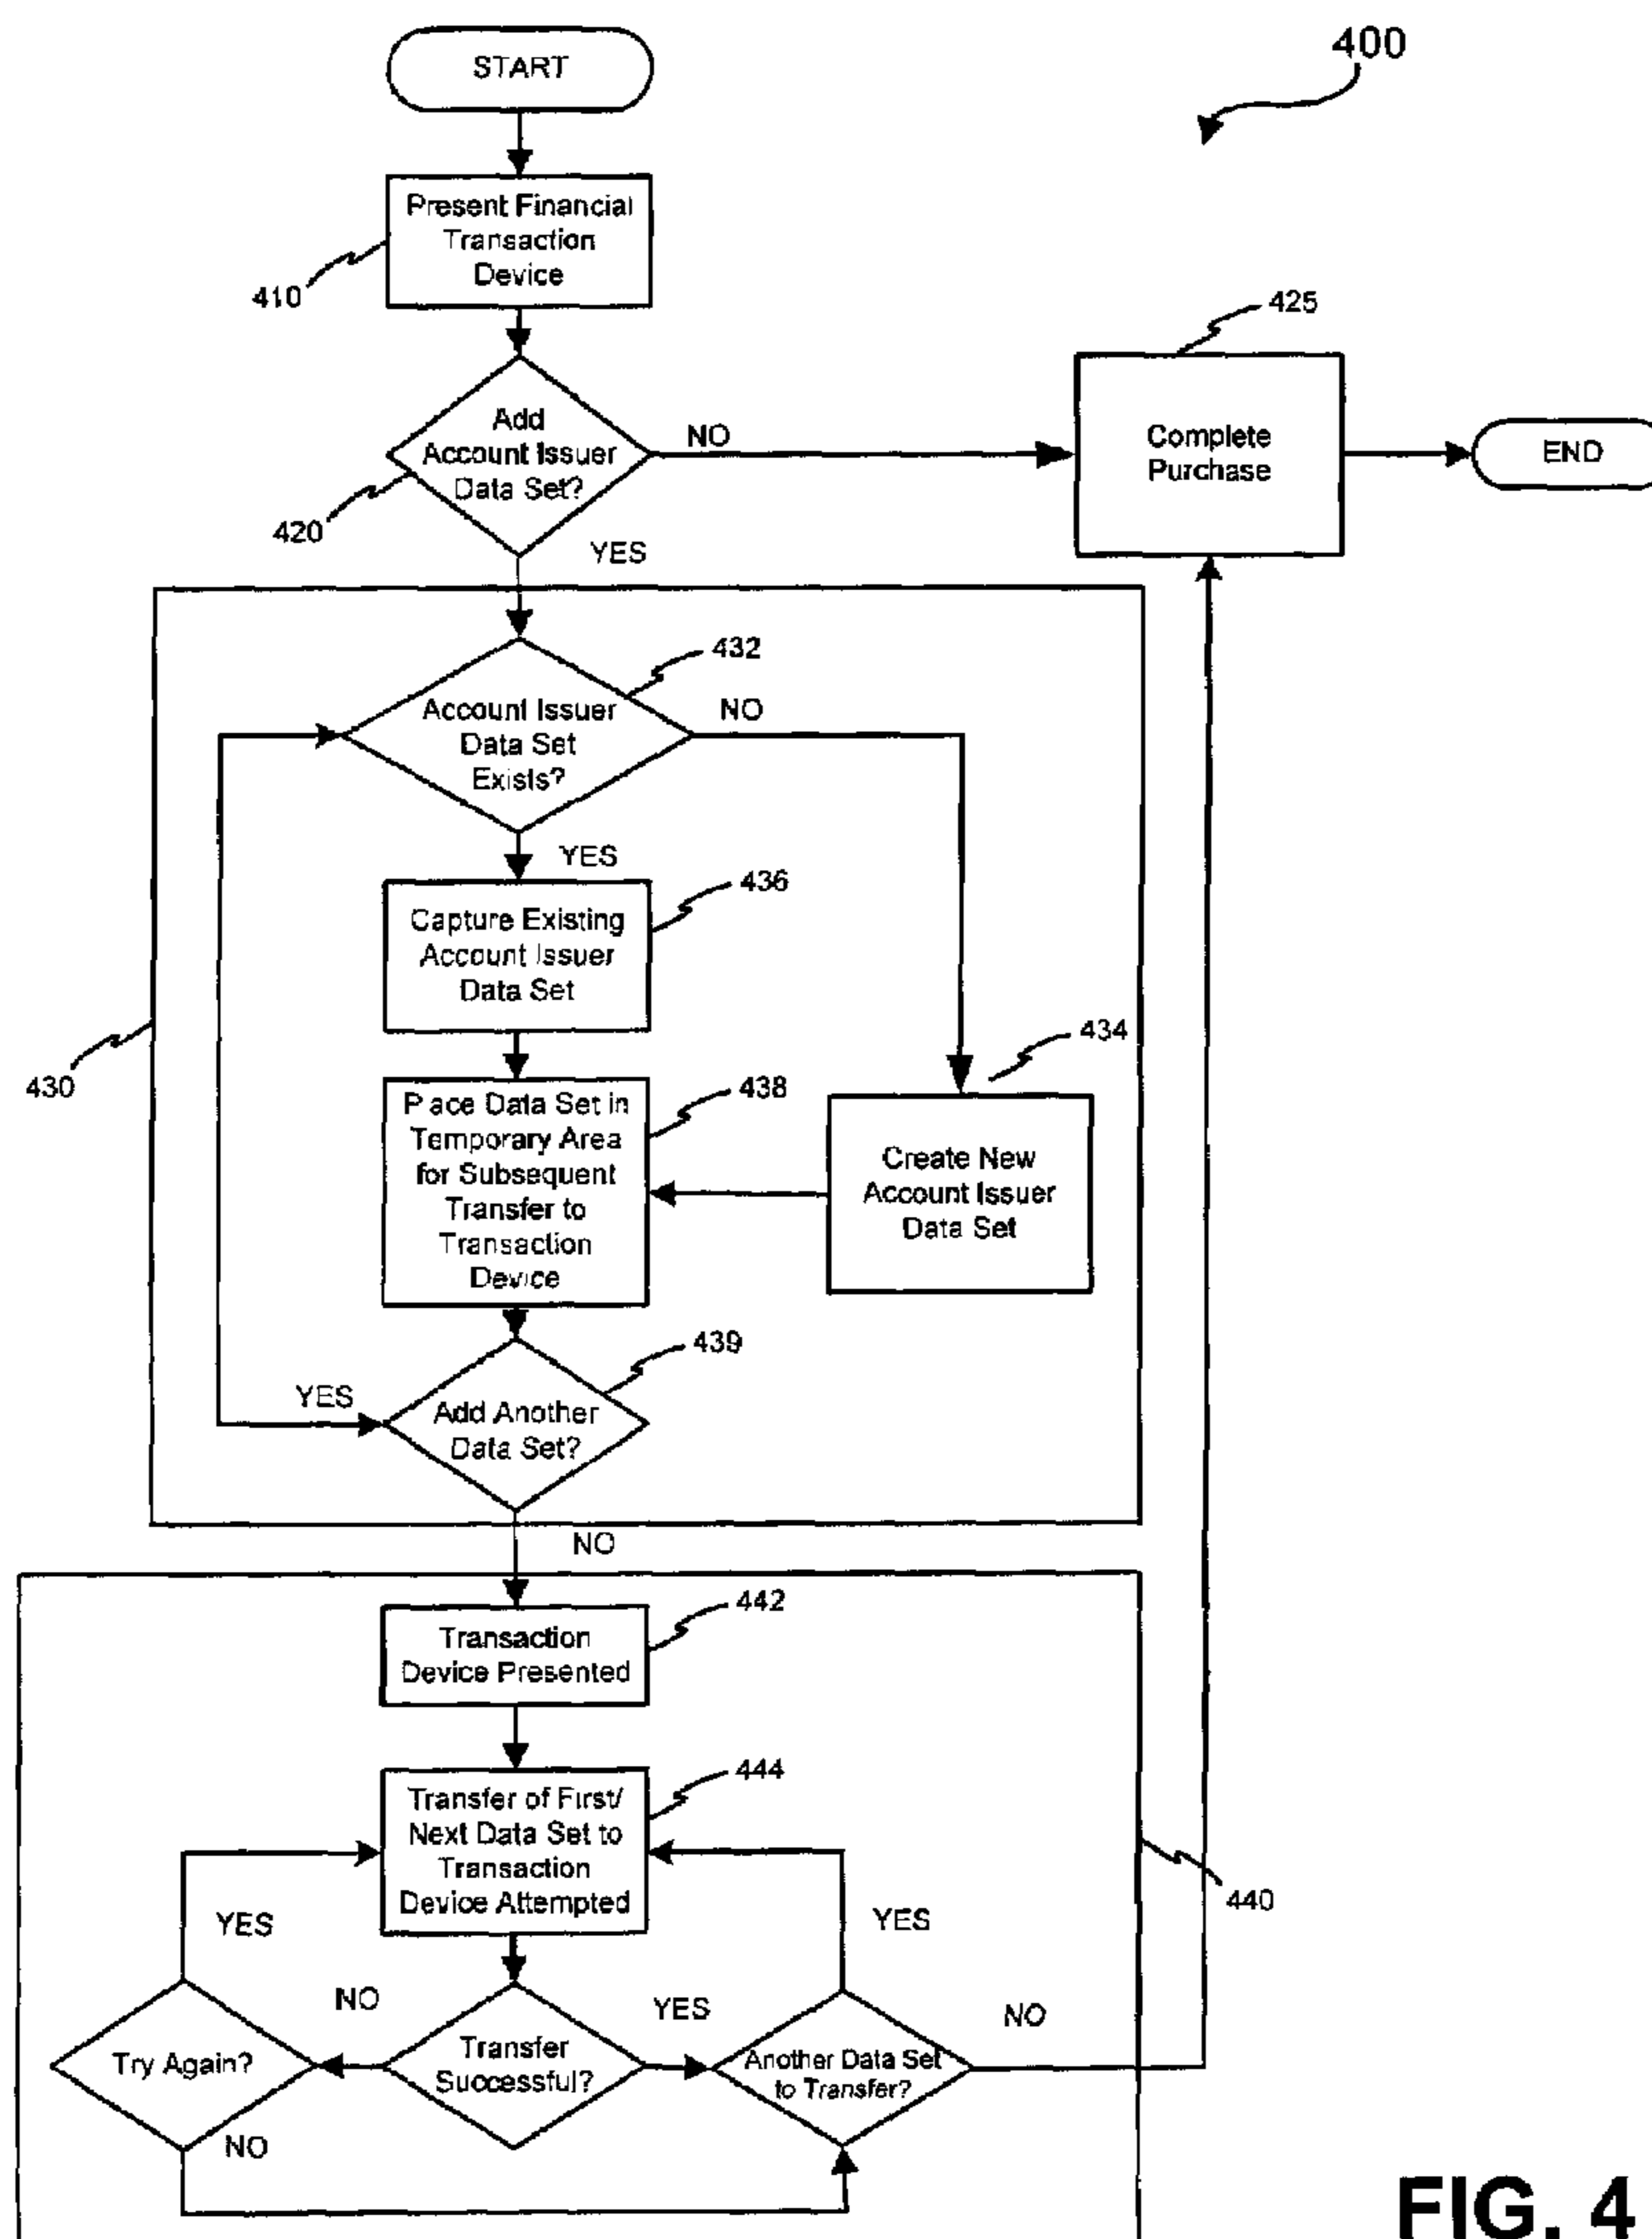 400
START
Present Financial
Transaction
Device
410
425
Add
Account Issuer
Data Set?
NO
Complete
Purchase
END
420
YES
432
Account Issuer
Data Set
Exists?
NO
YES
436
Capture Existing
Account Issuer
Data Set
430
434
438
Place Data Set in
Temporary Area
for Subsequent
Transfer to
Transaction
Device
Create New
Account Issuer
Data Set
439
YES
Add Another
Data Set?
NO
442
Transaction
Device Presented
444
Transfer of First/
Next Data Set to
Transaction
Device Attempted
440
YES
YES
NO
YES
NO
Try Again?
Transfer
Successful?
Another Data Set
to Transfer?
NO
FIG. 4